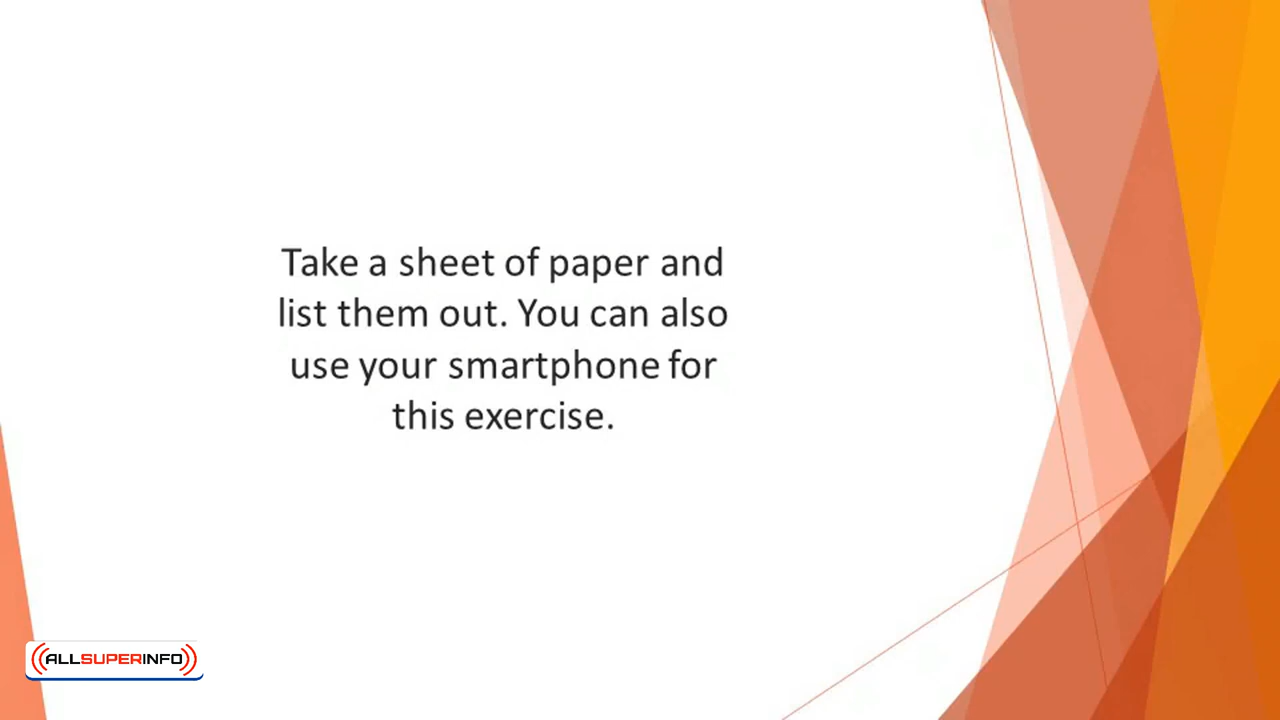 Take a sheet of paper and
list them out. You can also
use your smartphone for
this exercise.
ALLSUPERINFO